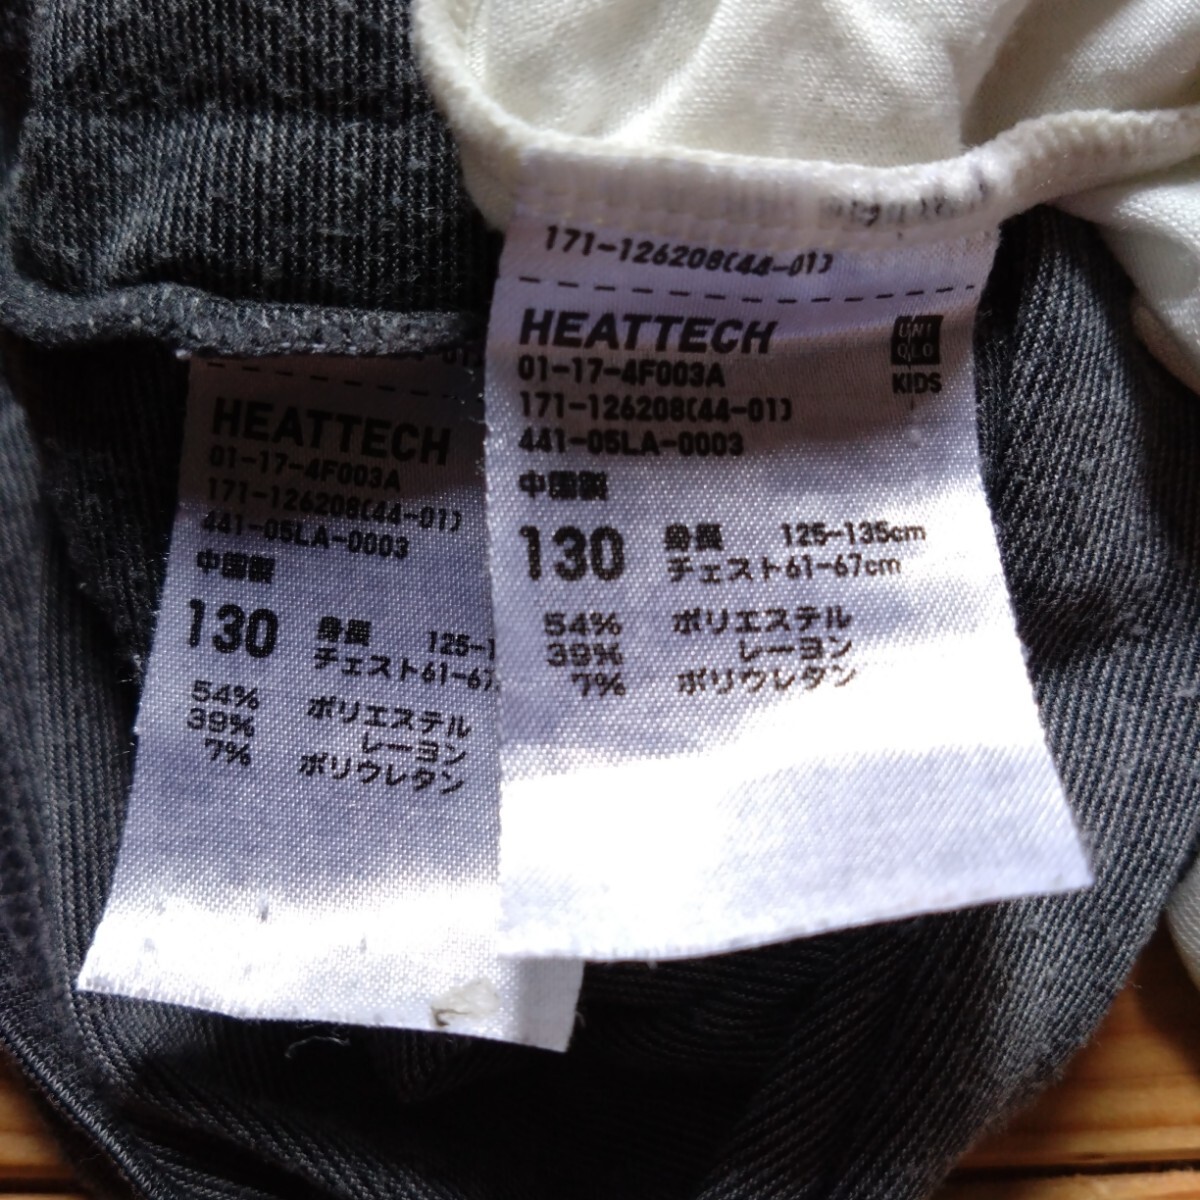 171-126208(44-01)
HEATTECH
UNI
QLO
KIDS
01-17-4F003A
171-126208(44-01)
441-05LA-0003
中国製
130 身長 125-135cm
チェスト61-67cm
54% ポリエステル
39% レーヨン
7% ポリウレタン
HEATTECH
01-17-4F003A
171-126208(44-01)
441-05LA-0003
中国製
130 身長 125-1
チェスト61-67
54% ポリエステル
39% レーヨン
7% ポリウレタン